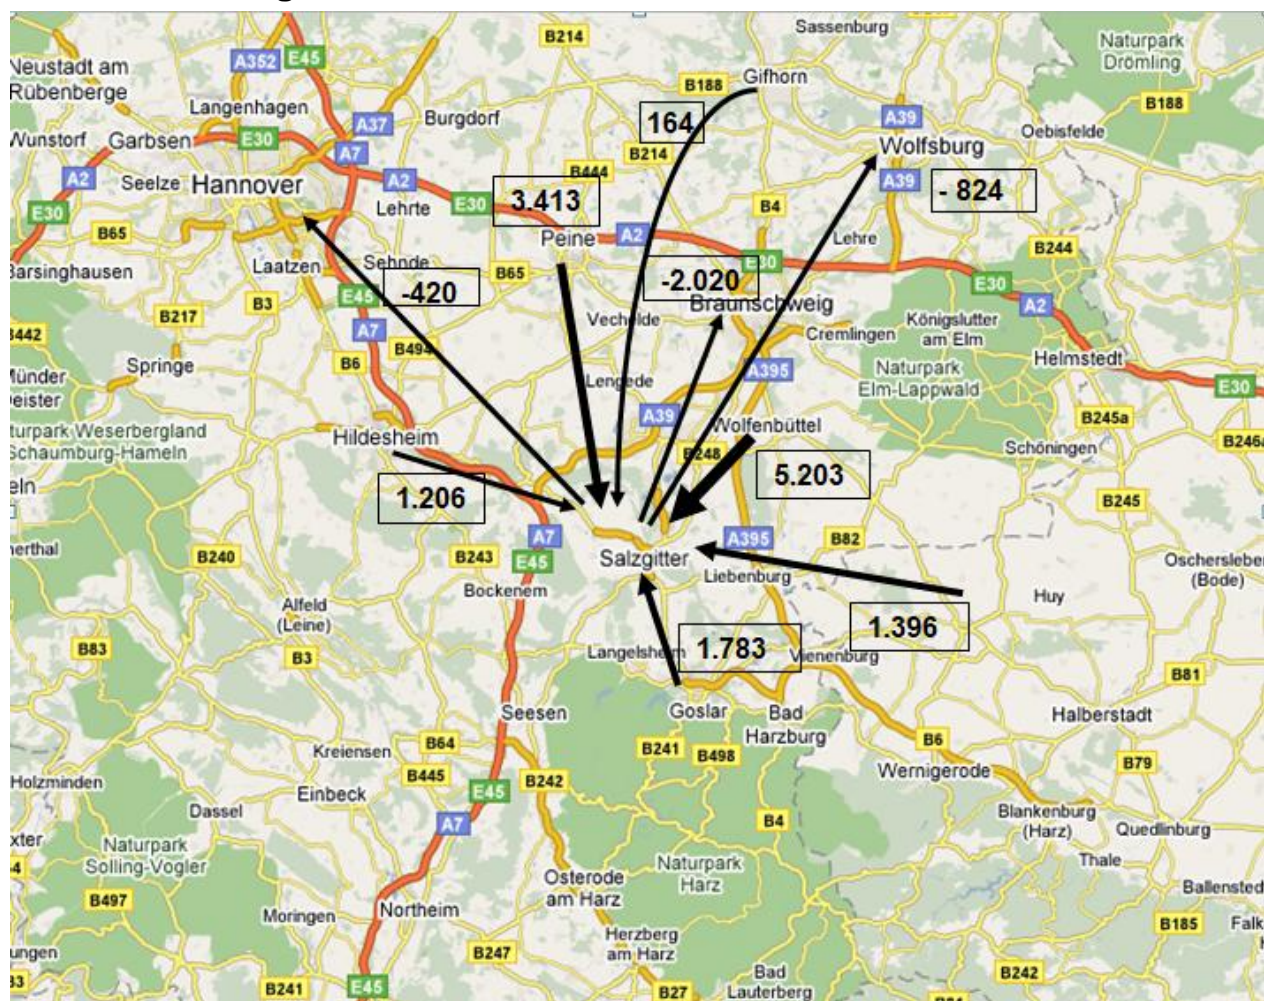 Sassenburg
B214
Naturpark
Drömling
A352
E45
Neustadt am
Rübenberge
Gifhorn
B188
B188
Langenhagen
164
A39
Burgdorf
A37
Oebisfelde
Wunstorf
Garbsen
E30
Wolfsburg
A7
B214
B444
A2
Seelze
Hannover
A2
A39
- 824
3.413
Lehrte
E30
B4
E30
B65
Peine
A2
Lehre
B244
Laatzen
Sehnde
E30
Barsinghausen
B65
-2.020
E30
-420
E45
B3
Braunschweig
A2
B217
Vechelde
Königslutter
am Elm
A7
Cremlingen
B442
B494
Helmstedt
Springe
B6
Naturpark
Elm-Lappwald
A395
Lengede
E30
Münder
A39
B245a
Wolfenbüttel
Hildesheim
B246a
Schöningen
B248
5.203
1.206
B245
A7
A395
B82
B240
B243
E45
Salzgitter
Oschersleben
(Bode)
Liebenburg
Bockenem
Huy
Alfeld
(Leine)
1.396
B83
1.783
Langelsheim
Vienenburg
B3
B81
Seesen
Goslar
Bad
Harzburg
Halberstadt
B64
B241
B498
B6
Kreiensen
B79
Wernigerode
B445
B242
Holzminden
Einbeck
E45
Dassel
Blankenburg
(Harz)
A7
B4
Quedlinburg
Naturpark
Solling-Vogler
Naturpark
Harz
Thale
Osterode
am Harz
B497
Northeim
Moringen
B185
Herzberg
am Harz
B247
Bad
Lauterberg
B242
B241
E45
B27